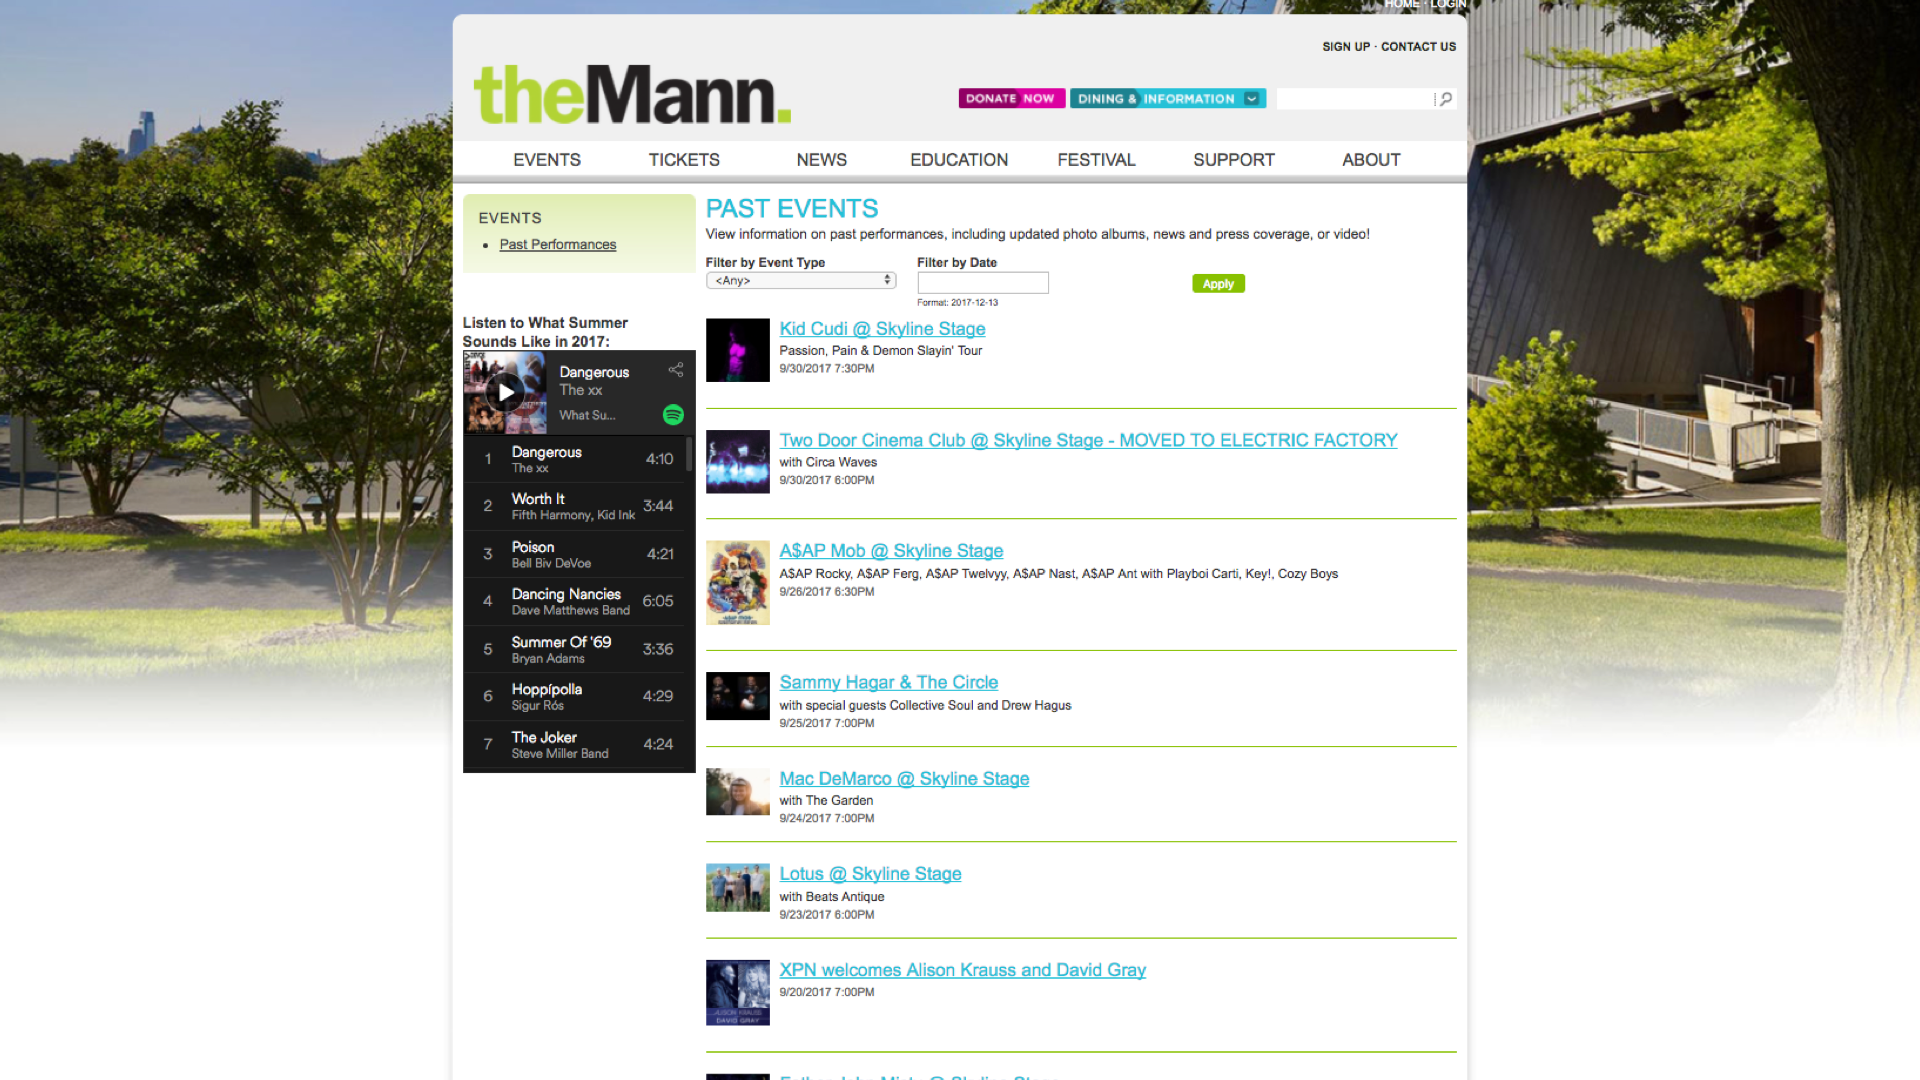 HOME · LOGIN
SIGN UP · CONTACT US
theMann.
DONATE NOW
DINING & INFORMATION
EVENTS
TICKETS
NEWS
EDUCATION
FESTIVAL
SUPPORT
ABOUT
EVENTS
Past Performances
Listen to What Summer
Sounds Like in 2017:
Dangerous
The xx
What Su...
1 Dangerous 4:10
The xx
2 Worth It 3:44
Fifth Harmony, Kid Ink
3 Poison 4:21
Bell Biv DeVoe
4 Dancing Nancies 6:05
Dave Matthews Band
5 Summer Of '69 3:36
Bryan Adams
6 Hoppípolla 4:29
Sigur Rós
7 The Joker 4:24
Steve Miller Band
PAST EVENTS
View information on past performances, including updated photo albums, news and press coverage, or video!
Filter by Event Type
<Any>
Filter by Date
Format: 2017-12-13
Apply
Kid Cudi @ Skyline Stage
Passion, Pain & Demon Slayin' Tour
9/30/2017 7:30PM
Two Door Cinema Club @ Skyline Stage - MOVED TO ELECTRIC FACTORY
with Circa Waves
9/30/2017 6:00PM
A$AP Mob @ Skyline Stage
A$AP Rocky, A$AP Ferg, A$AP Twelvyy, A$AP Nast, A$AP Ant with Playboi Carti, Key!, Cozy Boys
9/26/2017 6:30PM
Sammy Hagar & The Circle
with special guests Collective Soul and Drew Hagus
9/25/2017 7:00PM
Mac DeMarco @ Skyline Stage
with The Garden
9/24/2017 7:00PM
Lotus @ Skyline Stage
with Beats Antique
9/23/2017 6:00PM
XPN welcomes Alison Krauss and David Gray
9/20/2017 7:00PM
ALISON KRAUSS
DAVID GRAY